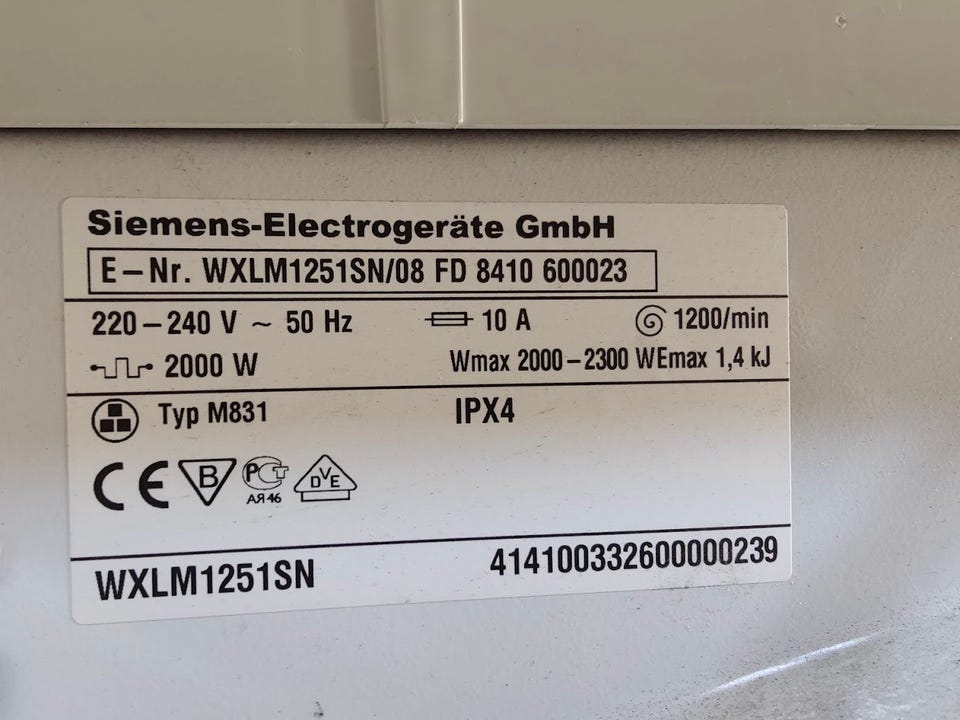 Siemens-Electrogeräte GmbH
E-Nr. WXLM1251SN/08 FD 8410 600023
220-240 V ~ 50 Hz 10 A 1200/min
2000 W Wmax 2000-2300 WEmax 1,4 kJ
Typ M831 IPX4
CE B PCT АЯ46 DVE
WXLM1251SN 414100332600000239